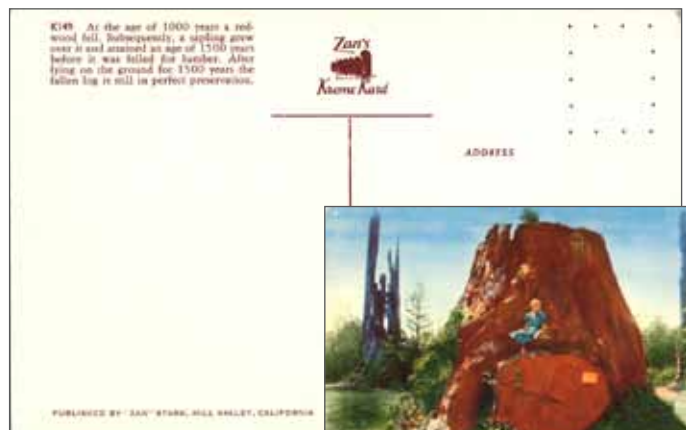 K149 At the age of 1000 years a red-
wood fell. Subsequently, a sapling grew
over it and attained an age of 1500 years
before it was felled for lumber. After
lying on the ground for 1500 years the
fallen log is still in perfect preservation.
Zan's
Krome Kard
ADDRESS
PUBLISHED BY "ZAN" STARK, MILL VALLEY, CALIFORNIA